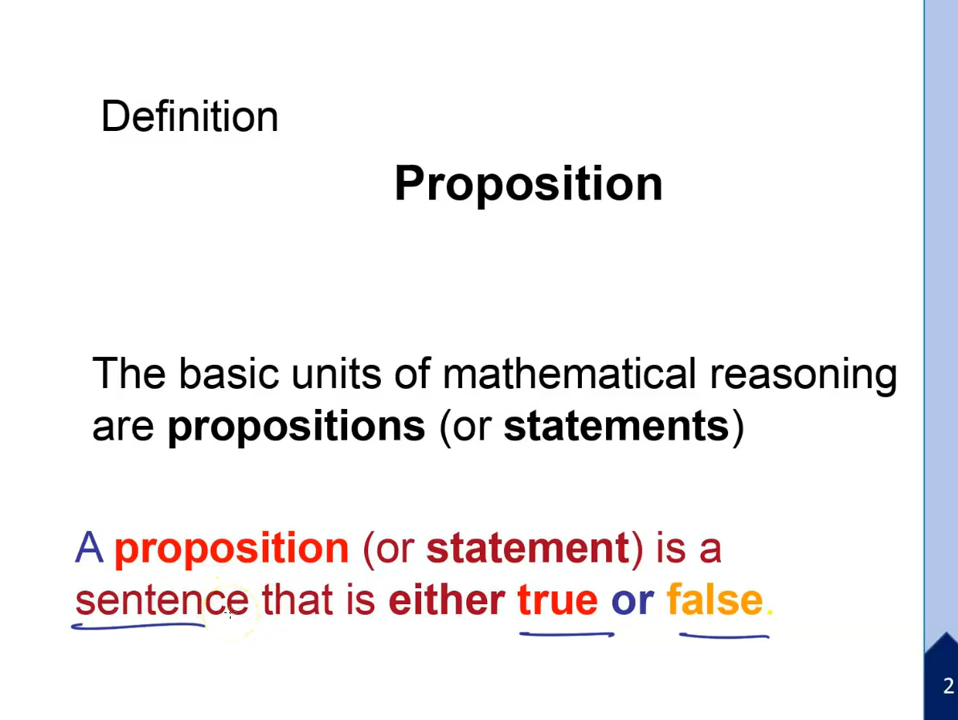 Definition
Proposition
The basic units of mathematical reasoning
are propositions (or statements)
A proposition (or statement) is a
sentence that is either true or false.
2